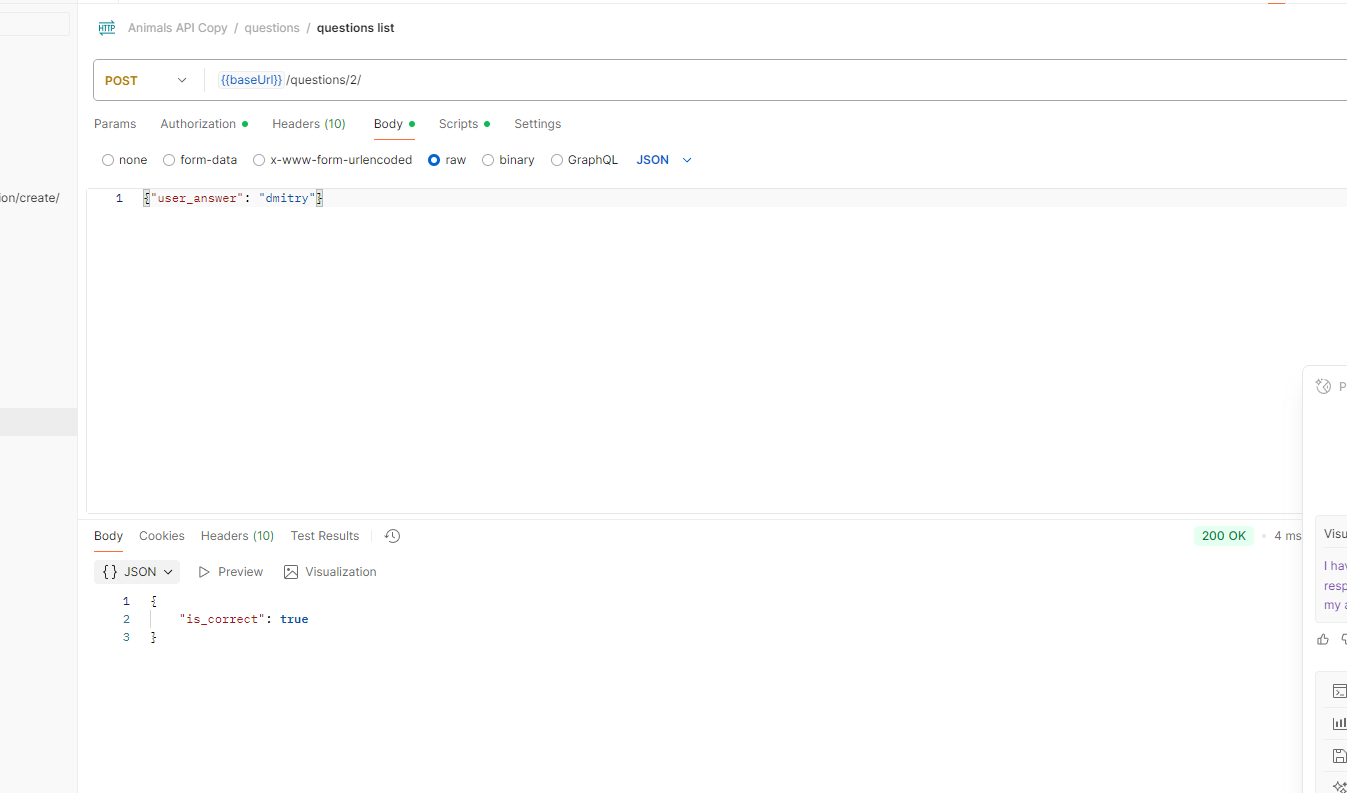 HTTP Animals API Copy / questions / questions list
POST {{baseUrl}} /questions/2/
Params Authorization Headers (10) Body Scripts Settings
none form-data x-www-form-urlencoded raw binary GraphQL JSON
ion/create/
1 {"user_answer": "dmitry"}
P
Body Cookies Headers (10) Test Results 200 OK 4 ms
Visu
{} JSON Preview Visualization
I hav
resp
my a
1 {
2 "is_correct": true
3 }